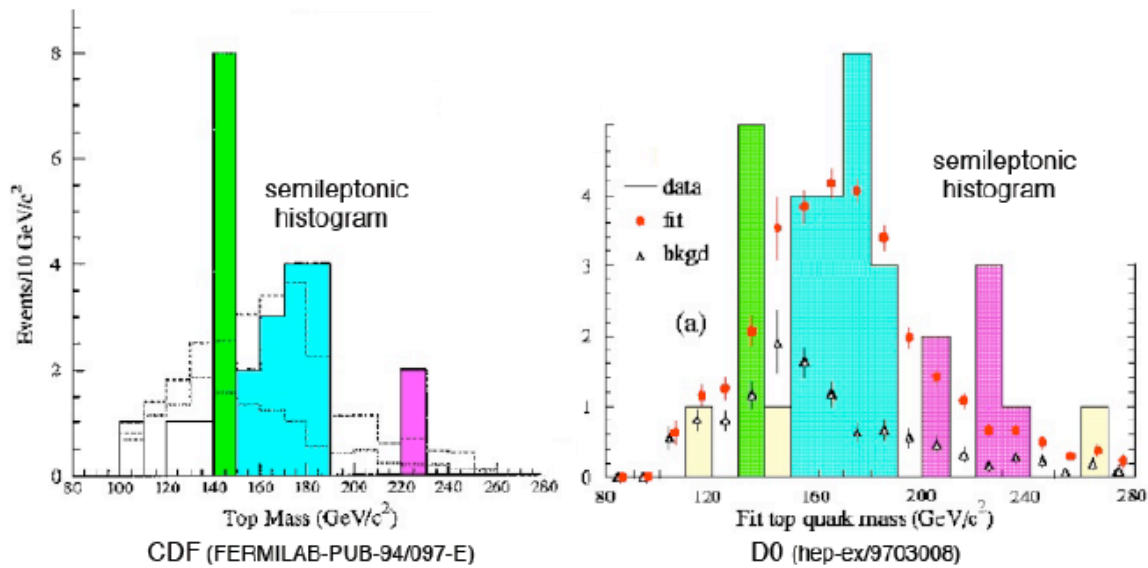 8
6
4
2
0
Events/10 GeV/c²
semileptonic
histogram
80 100 120 140 160 180 200 220 240 260 280
Top Mass (GeV/c²)
CDF (FERMILAB-PUB-94/097-E)
4
3
2
1
0
data
fit
bkgd
(a)
semileptonic
histogram
80 120 160 200 240 280
Fit top quark mass (GeV/c²)
D0 (hep-ex/9703008)